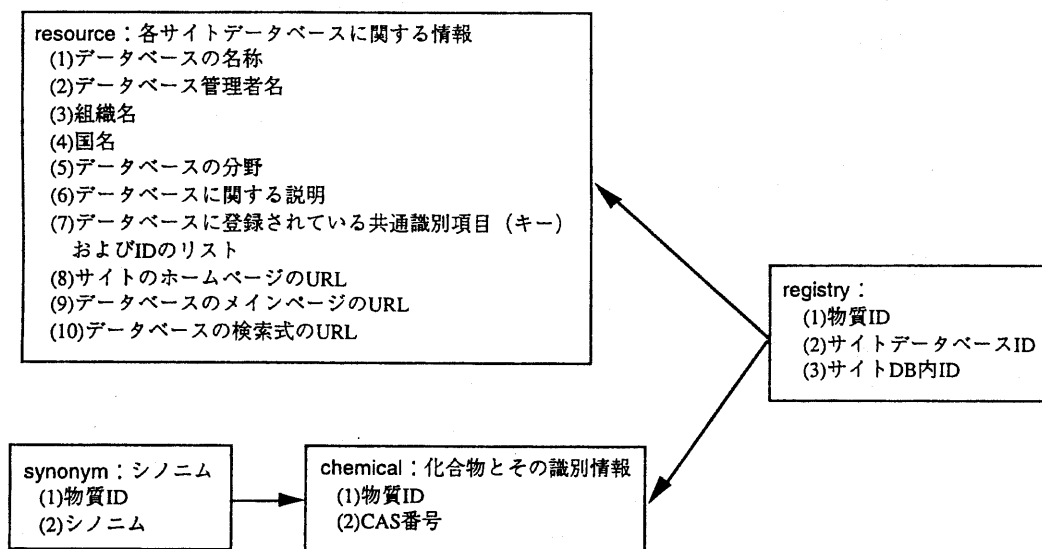 resource：各サイトデータベースに関する情報
(1)データベースの名称
(2)データベース管理者名
(3)組織名
(4)国名
(5)データベースの分野
(6)データベースに関する説明
(7)データベースに登録されている共通識別項目（キー）
およびIDのリスト
(8)サイトのホームページのURL
(9)データベースのメインページのURL
(10)データベースの検索式のURL
registry：
(1)物質ID
(2)サイトデータベースID
(3)サイトDB内ID
synonym：シノニム
(1)物質ID
(2)シノニム
chemical：化合物とその識別情報
(1)物質ID
(2)CAS番号